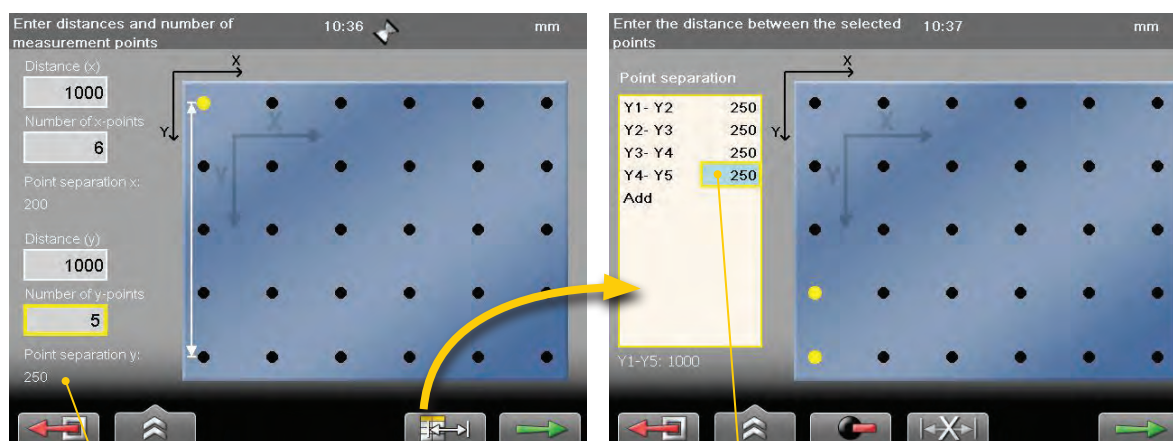 Enter distances and number of
measurement points
10:36
mm
Distance (x)
1000
Number of x-points
6
Point separation x:
200
Distance (y)
1000
Number of y-points
5
Point separation y:
250
X
Y
X
Y
Enter the distance between the selected
points
10:37
mm
Point separation
Y1- Y2 250
Y2- Y3 250
Y3- Y4 250
Y4- Y5 250
Add
Y1-Y5: 1000
X
Y
X
Y